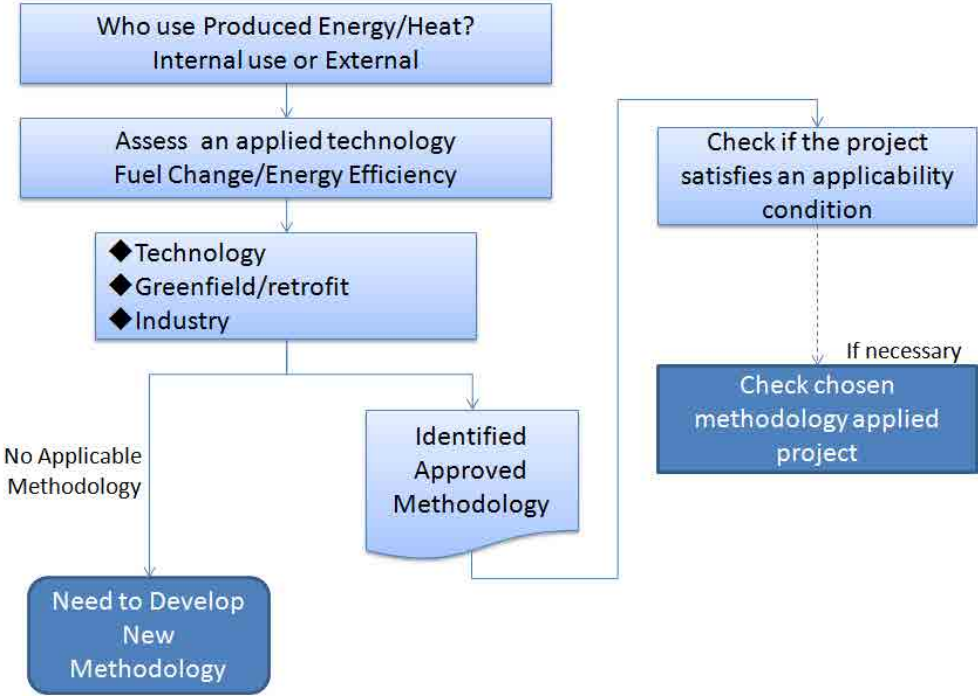 Who use Produced Energy/Heat?
Internal use or External
Assess an applied technology
Fuel Change/Energy Efficiency
◆Technology
◆Greenfield/retrofit
◆Industry
No Applicable
Methodology
Need to Develop
New
Methodology
Identified
Approved
Methodology
Check if the project
satisfies an applicability
condition
If necessary
Check chosen
methodology applied
project